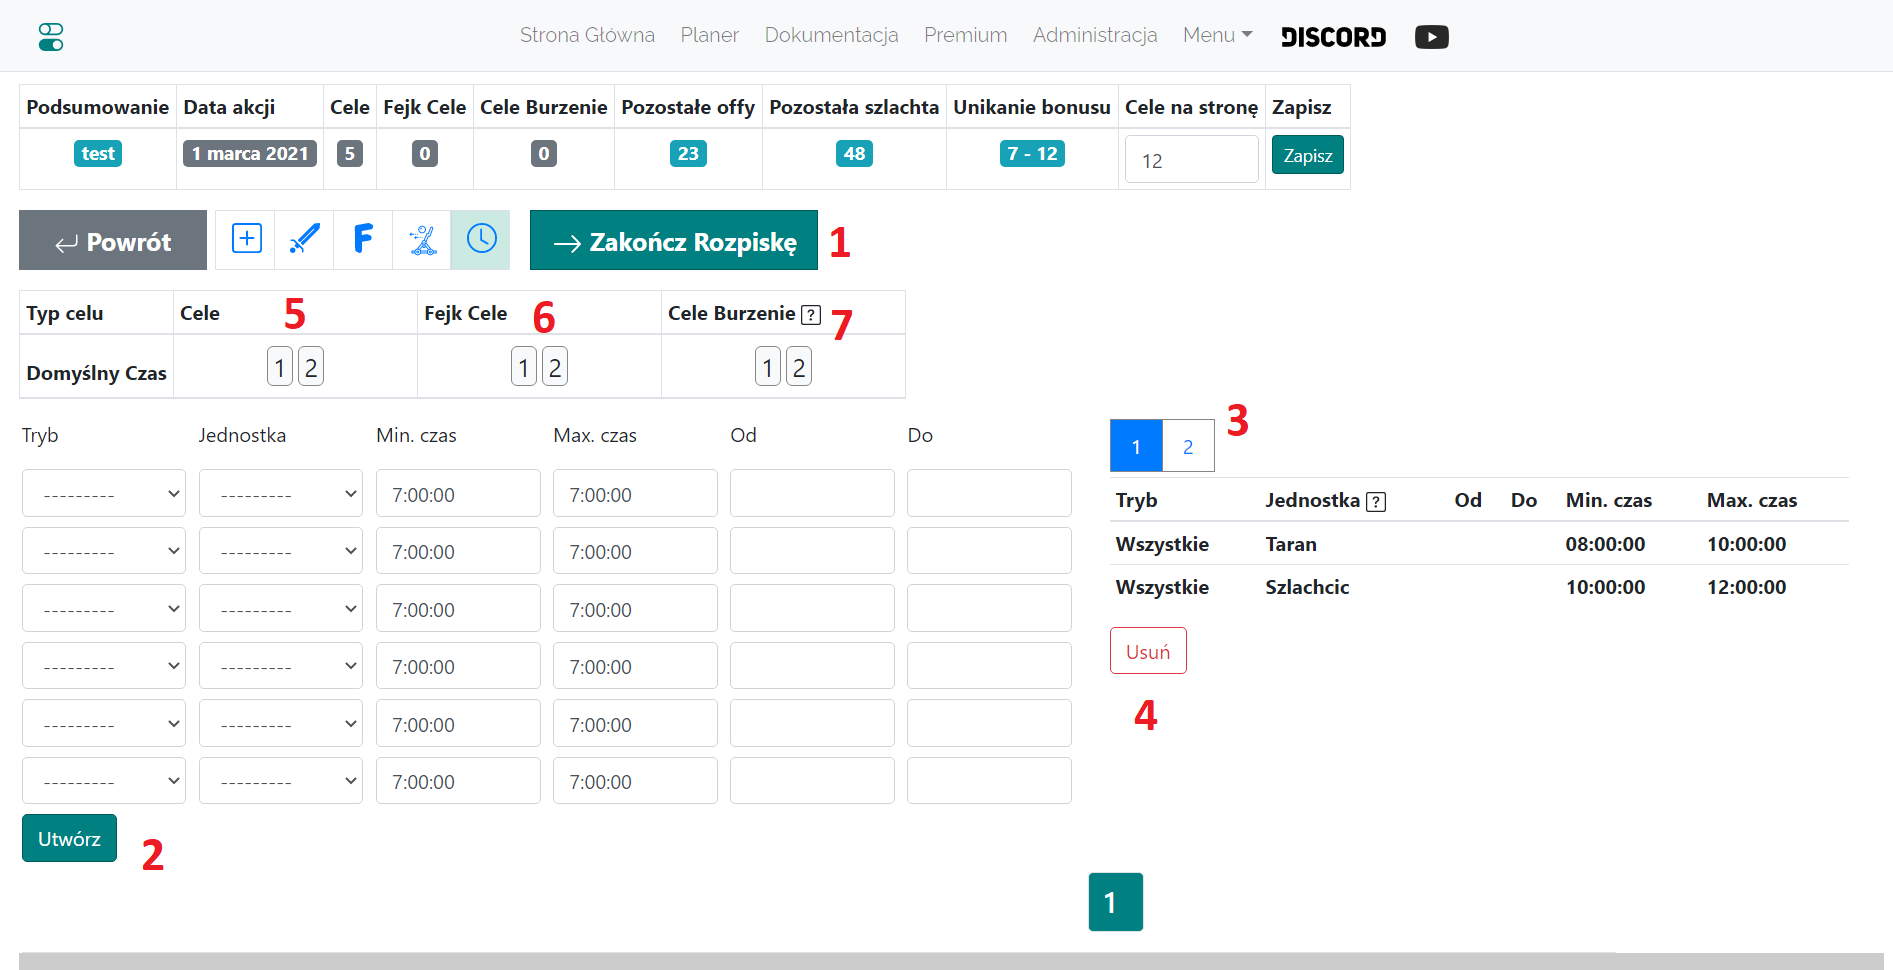 Strona Główna Planer Dokumentacja Premium Administracja Menu DISCORD
Podsumowanie Data akcji Cele Fejk Cele Cele Burzenie Pozostałe offy Pozostała szlachta Unikanie bonusu Cele na stronę Zapisz
test 1 marca 2021 5 0 0 23 48 7 - 12 12 Zapisz
Powrót F Zakończ Rozpiskę 1
Typ celu Cele 5 Fejk Cele 6 Cele Burzenie ? 7
Domyślny Czas 1 2 1 2 1 2
Tryb Jednostka Min. czas Max. czas Od Do
--------- --------- 7:00:00 7:00:00
--------- --------- 7:00:00 7:00:00
--------- --------- 7:00:00 7:00:00
--------- --------- 7:00:00 7:00:00
--------- --------- 7:00:00 7:00:00
--------- --------- 7:00:00 7:00:00
Utwórz 2
1 2 3
Tryb Jednostka ? Od Do Min. czas Max. czas
Wszystkie Taran 08:00:00 10:00:00
Wszystkie Szlachcic 10:00:00 12:00:00
Usuń
4
1